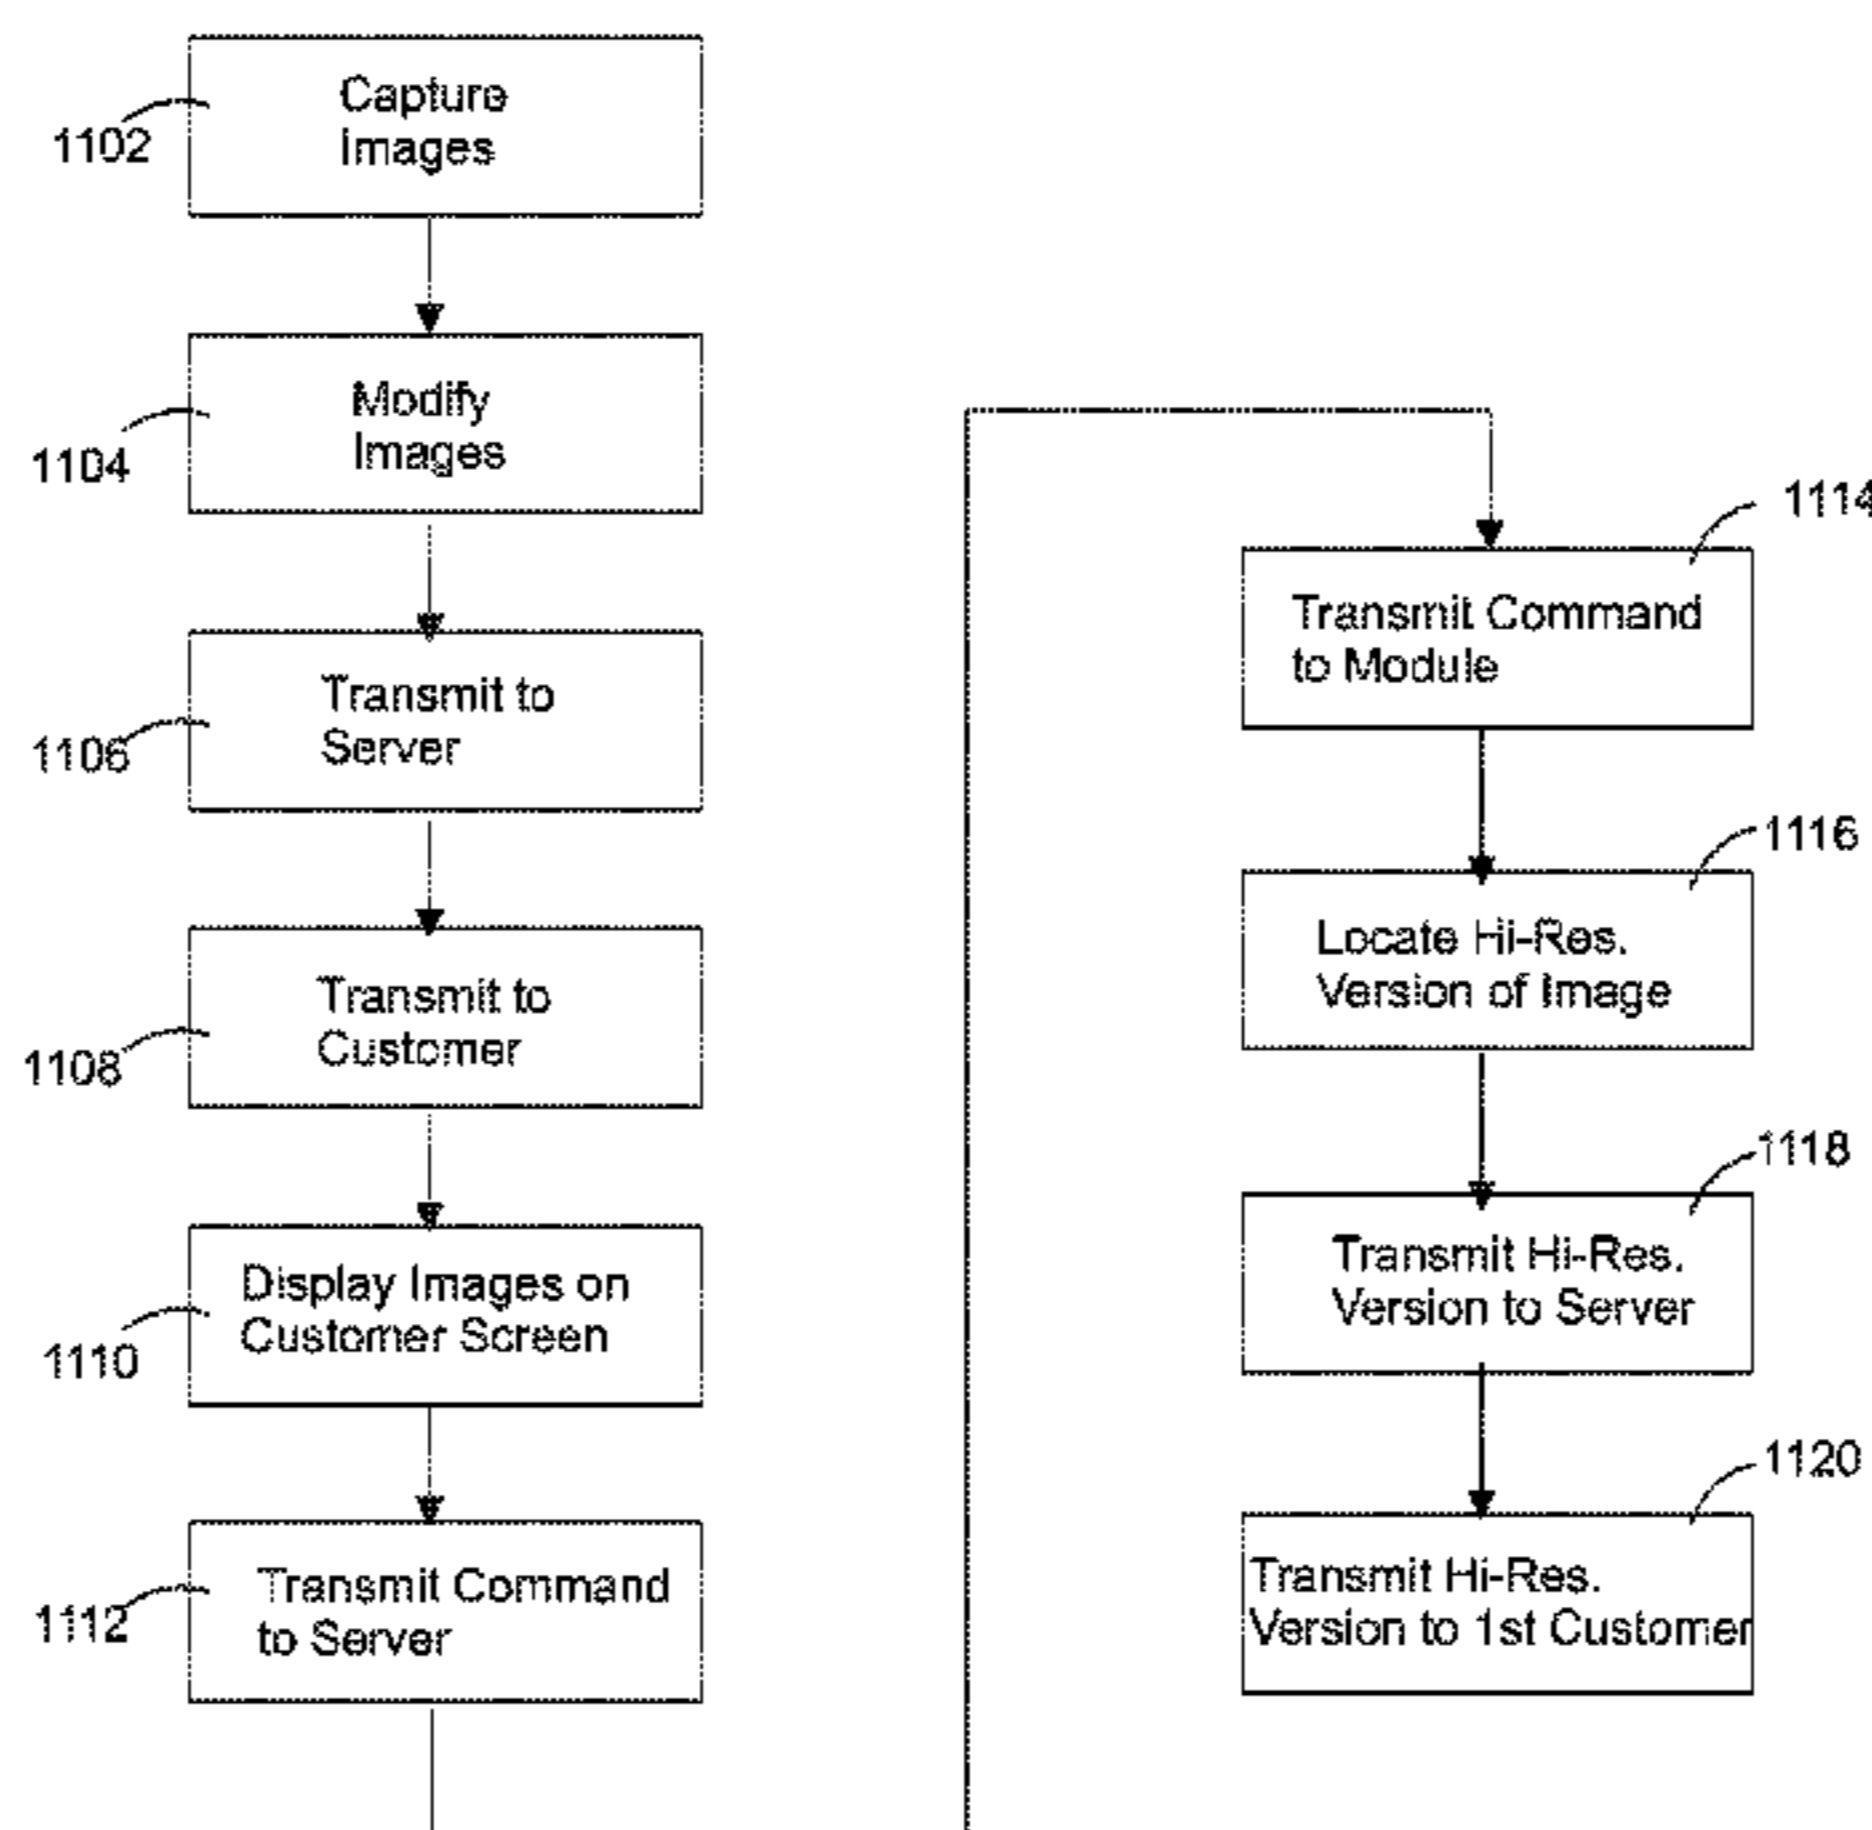 Capture
Images
1102
Modify
Images
1104
Transmit to
Server
1106
Transmit to
Customer
1108
Display Images on
Customer Screen
1110
Transmit Command
to Server
1112
1114
Transmit Command
to Module
1116
Locate Hi-Res.
Version of Image
1118
Transmit Hi-Res.
Version to Server
1120
Transmit Hi-Res.
Version to 1st Customer